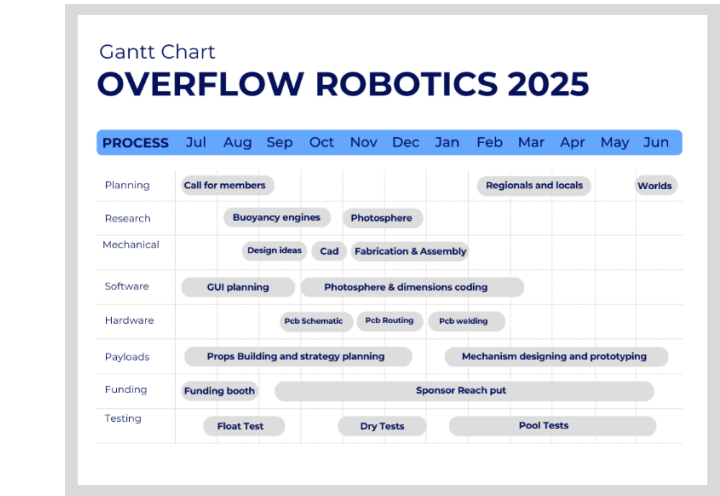 Gantt Chart
OVERFLOW ROBOTICS 2025
PROCESS Jul Aug Sep Oct Nov Dec Jan Feb Mar Apr May Jun
Planning Call for members Regionals and locals Worlds
Research Buoyancy engines Photosphere
Mechanical Design ideas Cad Fabrication & Assembly
Software GUI planning Photosphere & dimensions coding
Hardware Pcb Schematic Pcb Routing Pcb welding
Payloads Props Building and strategy planning Mechanism designing and prototyping
Funding Funding booth Sponsor Reach put
Testing Float Test Dry Tests Pool Tests